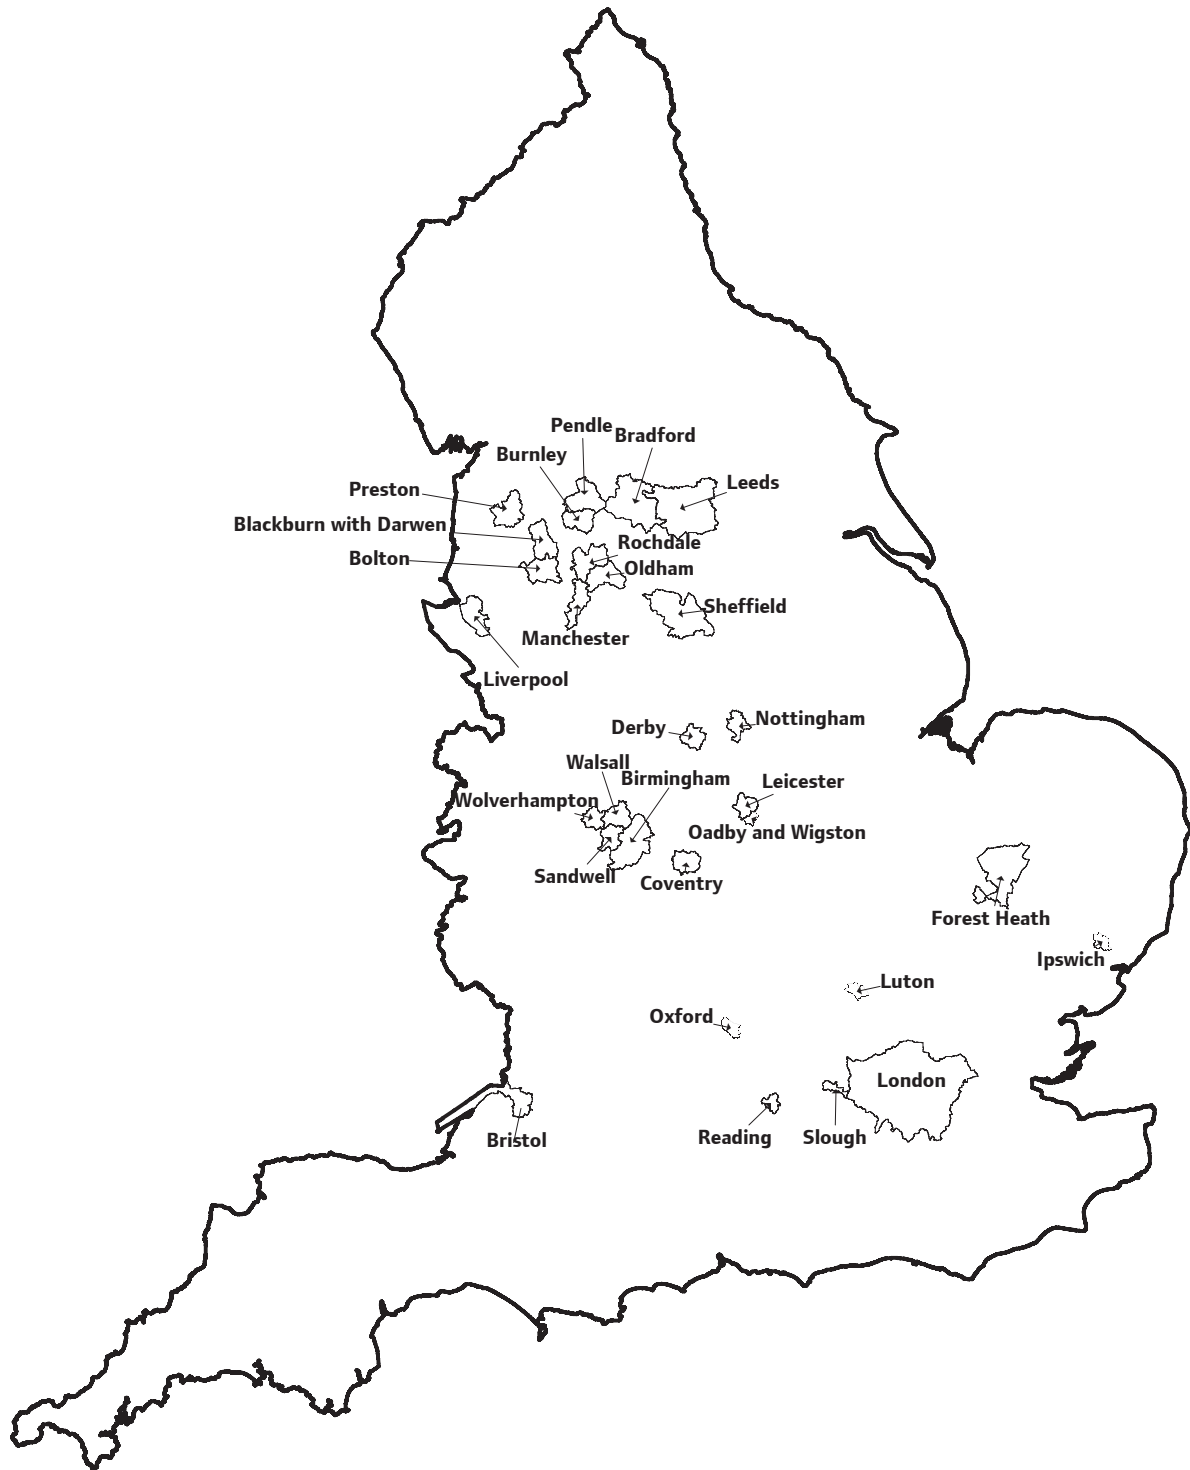 Pendle
Bradford
Burnley
Leeds
Preston
Blackburn with Darwen
Rochdale
Bolton
Oldham
Sheffield
Manchester
Liverpool
Nottingham
Derby
Walsall
Birmingham
Leicester
Wolverhampton
Oadby and Wigston
Sandwell
Coventry
Forest Heath
Ipswich
Luton
Oxford
London
Reading
Slough
Bristol